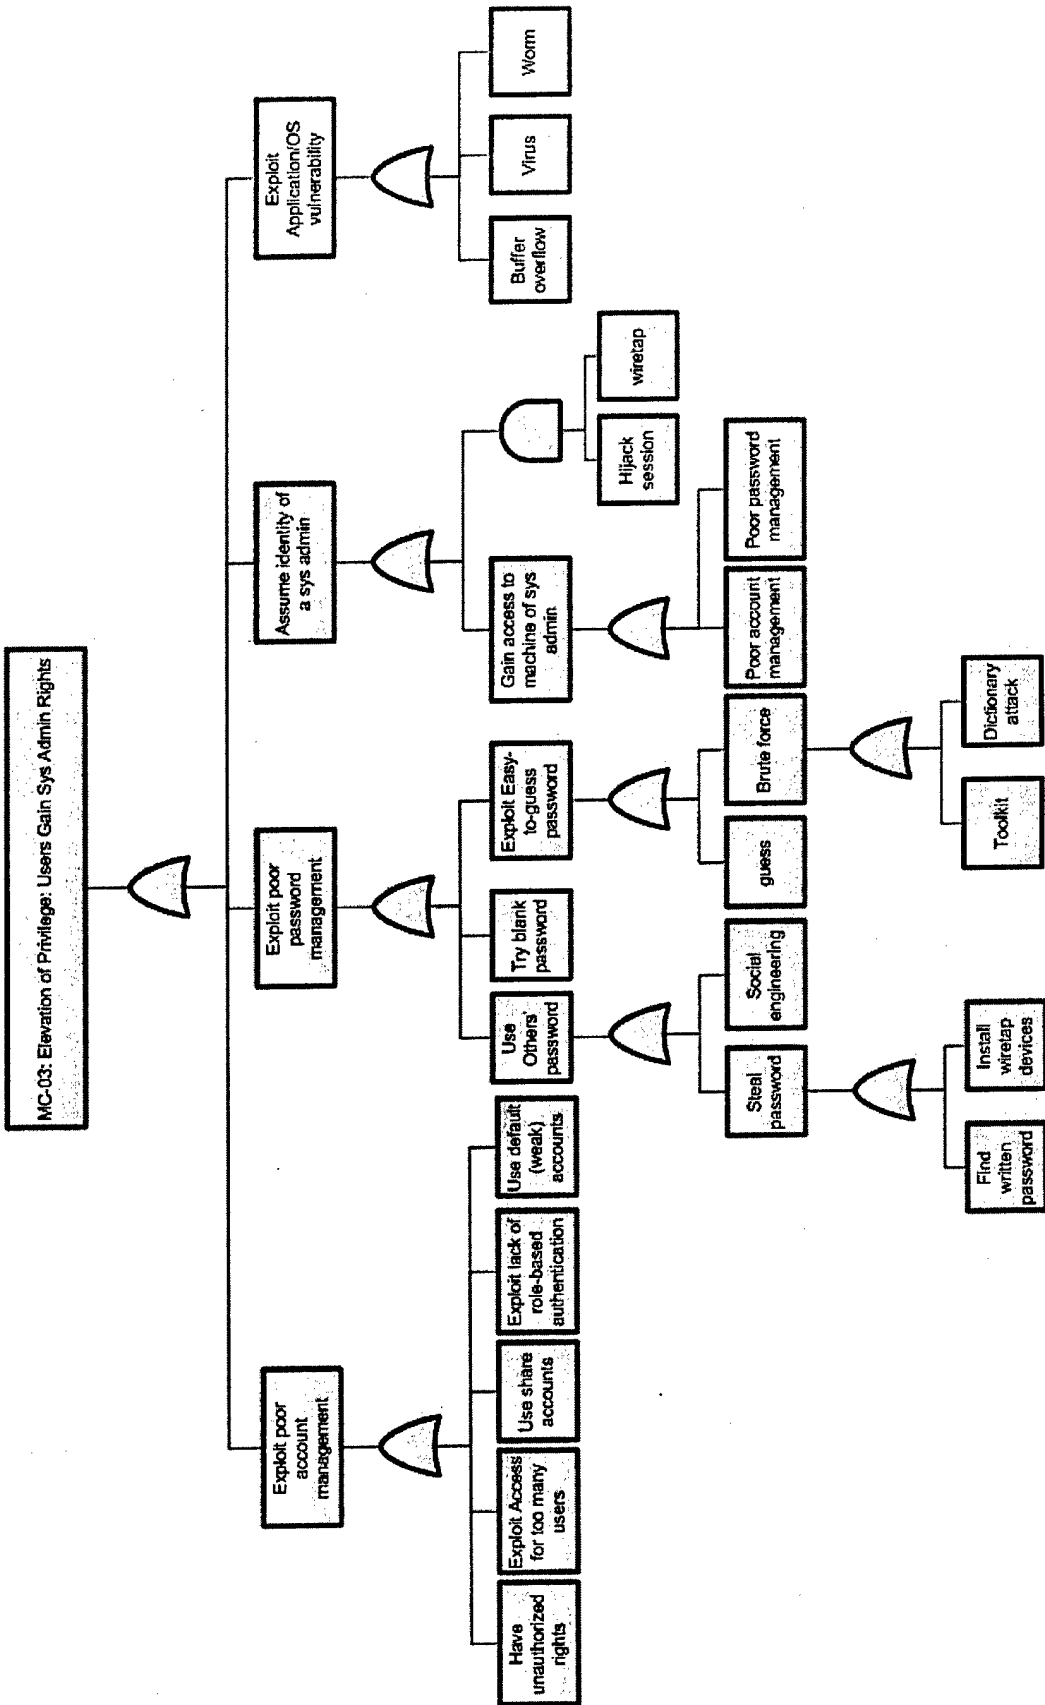 MC-03: Elevation of Privilege: Users Gain Sys Admin Rights
Exploit poor
account
management
Exploit poor
password
management
Assume identity of
a sys admin
Exploit
Application/OS
vulnerability
Have
unauthorized
rights
Exploit Access
for too many
users
Use share
accounts
Exploit lack of
role-based
authentication
Use default
(weak)
accounts
Use
Others'
password
Try blank
password
Exploit Easy-
to-guess
password
Gain access to
machine of sys
admin
Buffer
overflow
Virus
Worm
Hijack
session
wiretap
Steal
password
Social
engineering
guess
Brute force
Poor account
management
Poor password
management
Find
written
password
Install
wiretap
devices
Toolkit
Dictionary
attack